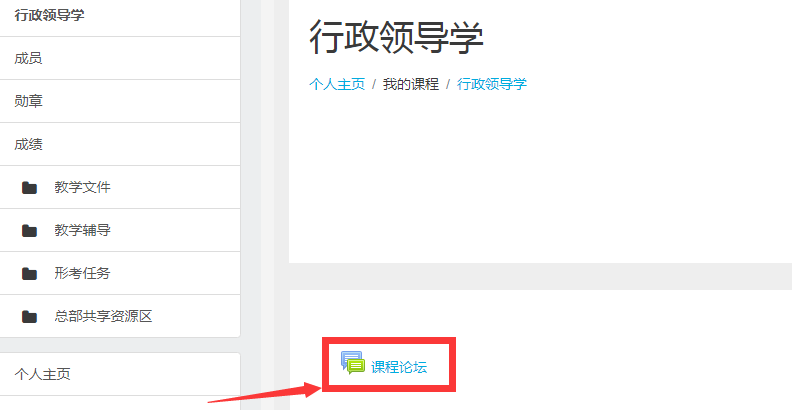 行政领导学
成员
勋章
成绩
教学文件
教学辅导
形考任务
总部共享资源区
个人主页
行政领导学
个人主页 / 我的课程 / 行政领导学
课程论坛